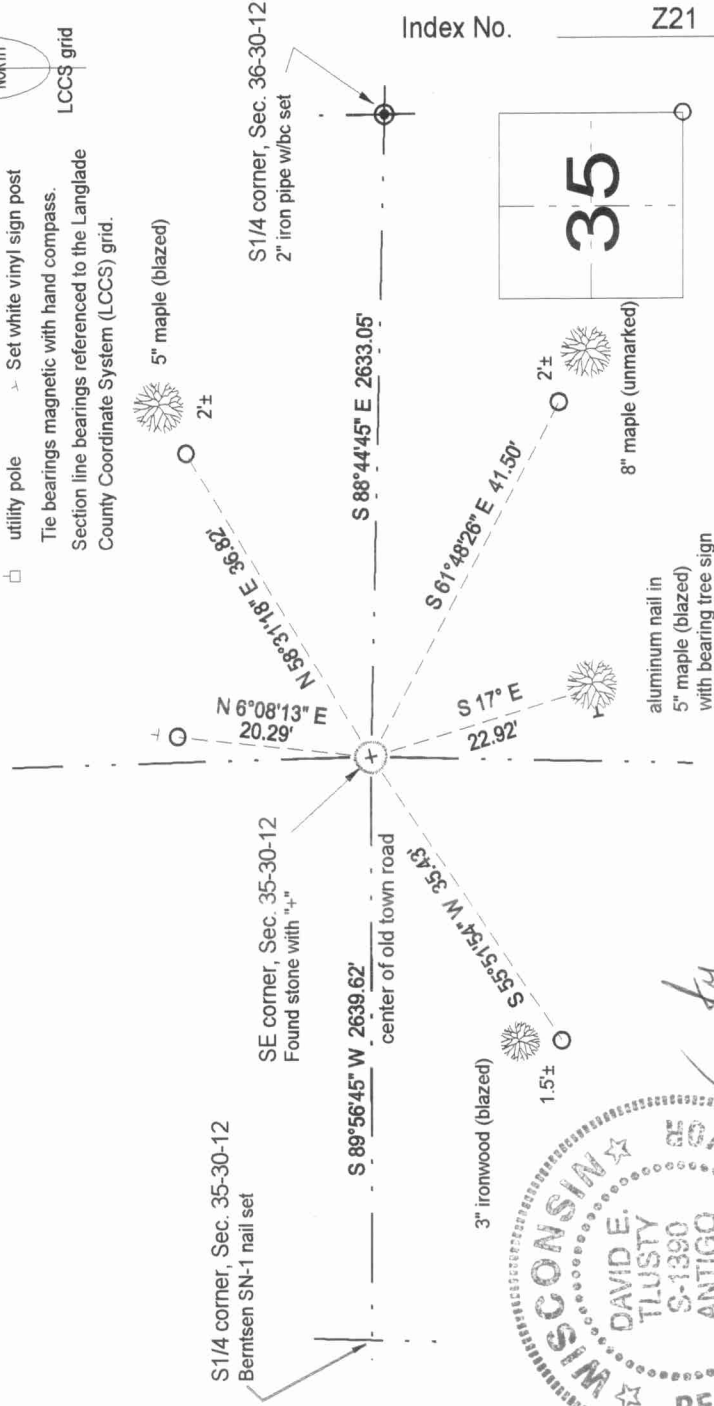 NORTH
LCCS grid
utility pole
Set white vinyl sign post
Tie bearings magnetic with hand compass.
Section line bearings referenced to the Langlade
County Coordinate System (LCCS) grid.
Index No. Z21
S1/4 corner, Sec. 36-30-12
2" iron pipe w/bc set
5" maple (blazed)
2'±
N 58°31'18" E 36.82'
N 6°08'13" E
20.29'
S 88°44'45" E 2633.05'
SE corner, Sec. 35-30-12
Found stone with "+"
S1/4 corner, Sec. 35-30-12
Berntsen SN-1 nail set
S 89°56'45" W 2639.62'
center of old town road
S 61°48'26" E 41.50'
2'±
8" maple (unmarked)
S 17° E
22.92'
aluminum nail in
5" maple (blazed)
with bearing tree sign
S 55°51'54" W 35.43'
3" ironwood (blazed)
1.5'±
35
WISCONSIN
DAVID E.
TLUSTY
S-1390
ANTIGO